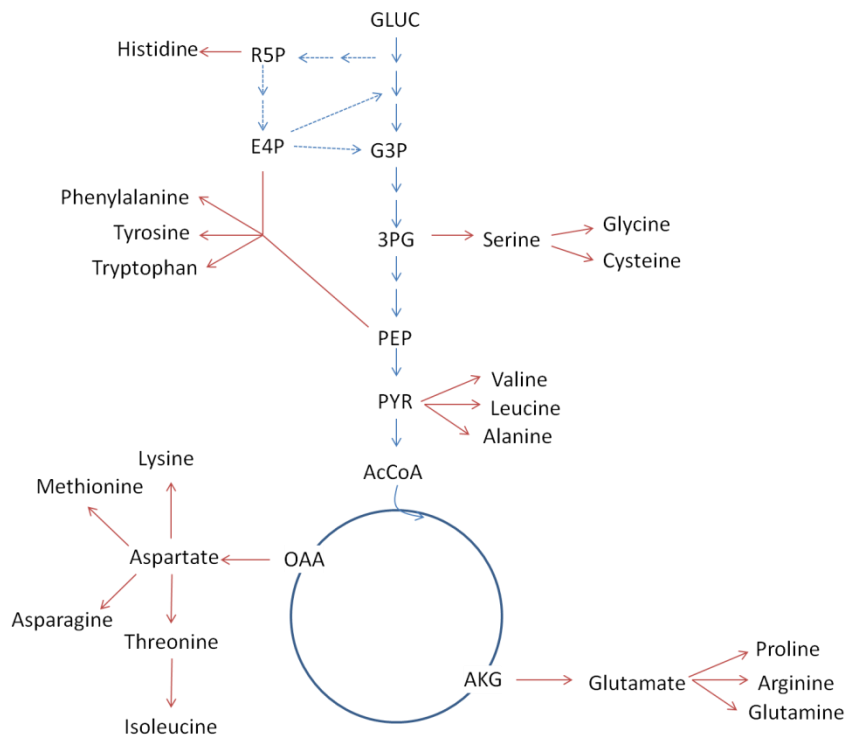 GLUC
Histidine
R5P
E4P
G3P
Phenylalanine
Tyrosine
Tryptophan
3PG
Serine
Glycine
Cysteine
PEP
PYR
Valine
Leucine
Alanine
AcCoA
Lysine
Methionine
Aspartate
OAA
Asparagine
Threonine
Isoleucine
AKG
Glutamate
Proline
Arginine
Glutamine